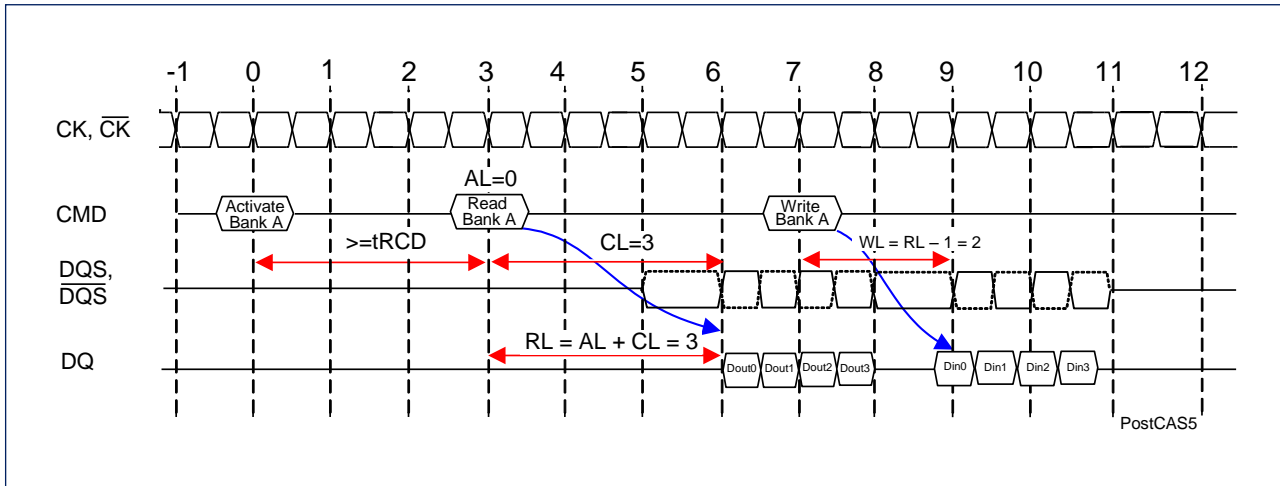 -1 0 1 2 3 4 5 6 7 8 9 10 11 12
CK, C̅K̅
AL=0
CMD
Activate
Bank A
Read
Bank A
Write
Bank A
>=tRCD
CL=3
WL = RL – 1 = 2
DQS,
D̅Q̅S̅
RL = AL + CL = 3
DQ
Dout0 Dout1 Dout2 Dout3 Din0 Din1 Din2 Din3
PostCAS5